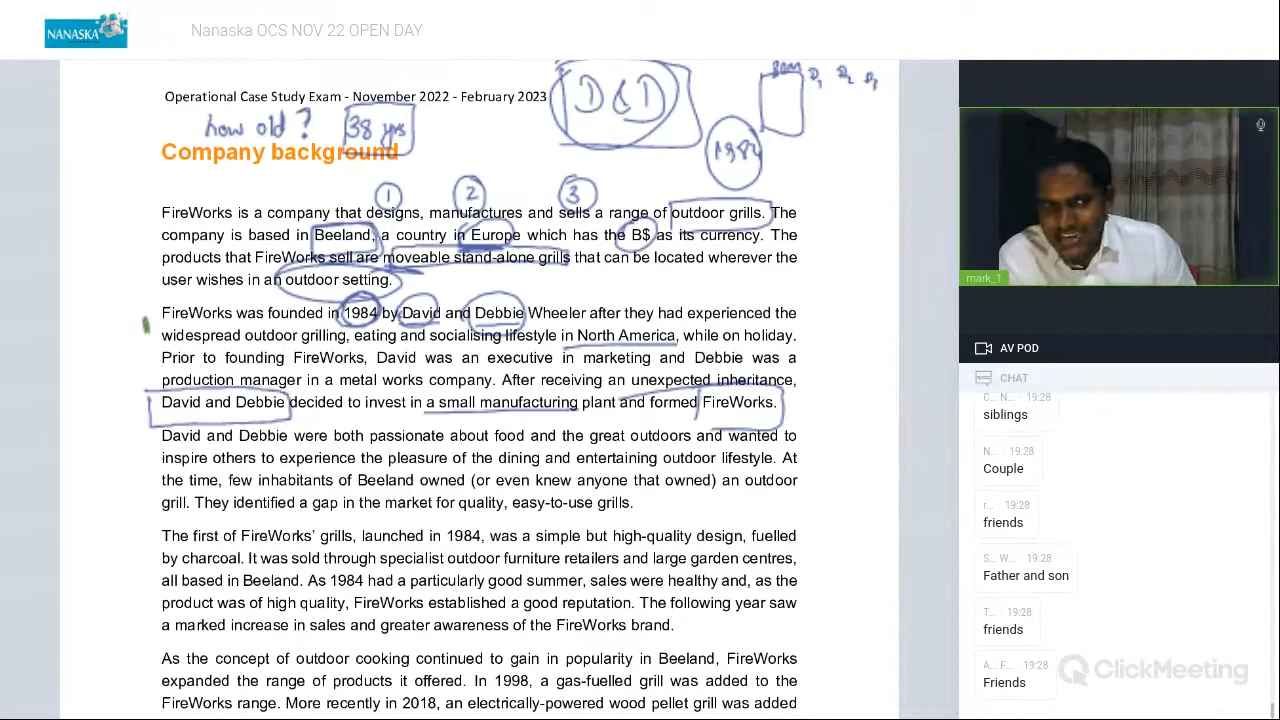 NANASKA
Nanaska OCS NOV 22 OPEN DAY
Operational Case Study Exam - November 2022 - February 2023
D & D
Bom D1 D2 D3
how old? 38 yrs
1984
Company background
1 2 3
FireWorks is a company that designs, manufactures and sells a range of outdoor grills. The
company is based in Beeland, a country in Europe which has the B$ as its currency. The
products that FireWorks sell are moveable stand-alone grills that can be located wherever the
user wishes in an outdoor setting.
FireWorks was founded in 1984 by David and Debbie Wheeler after they had experienced the
widespread outdoor grilling, eating and socialising lifestyle in North America, while on holiday.
Prior to founding FireWorks, David was an executive in marketing and Debbie was a
production manager in a metal works company. After receiving an unexpected inheritance,
David and Debbie decided to invest in a small manufacturing plant and formed FireWorks.
David and Debbie were both passionate about food and the great outdoors and wanted to
inspire others to experience the pleasure of the dining and entertaining outdoor lifestyle. At
the time, few inhabitants of Beeland owned (or even knew anyone that owned) an outdoor
grill. They identified a gap in the market for quality, easy-to-use grills.
The first of FireWorks' grills, launched in 1984, was a simple but high-quality design, fuelled
by charcoal. It was sold through specialist outdoor furniture retailers and large garden centres,
all based in Beeland. As 1984 had a particularly good summer, sales were healthy and, as the
product was of high quality, FireWorks established a good reputation. The following year saw
a marked increase in sales and greater awareness of the FireWorks brand.
As the concept of outdoor cooking continued to gain in popularity in Beeland, FireWorks
expanded the range of products it offered. In 1998, a gas-fuelled grill was added to the
FireWorks range. More recently in 2018, an electrically-powered wood pellet grill was added
mark_1
AV POD
CHAT
C... N... 19:28
siblings
N... 19:28
Couple
r... 19:28
friends
S... W... 19:28
Father and son
T... 19:28
friends
A... F... 19:28
Friends
ClickMeeting